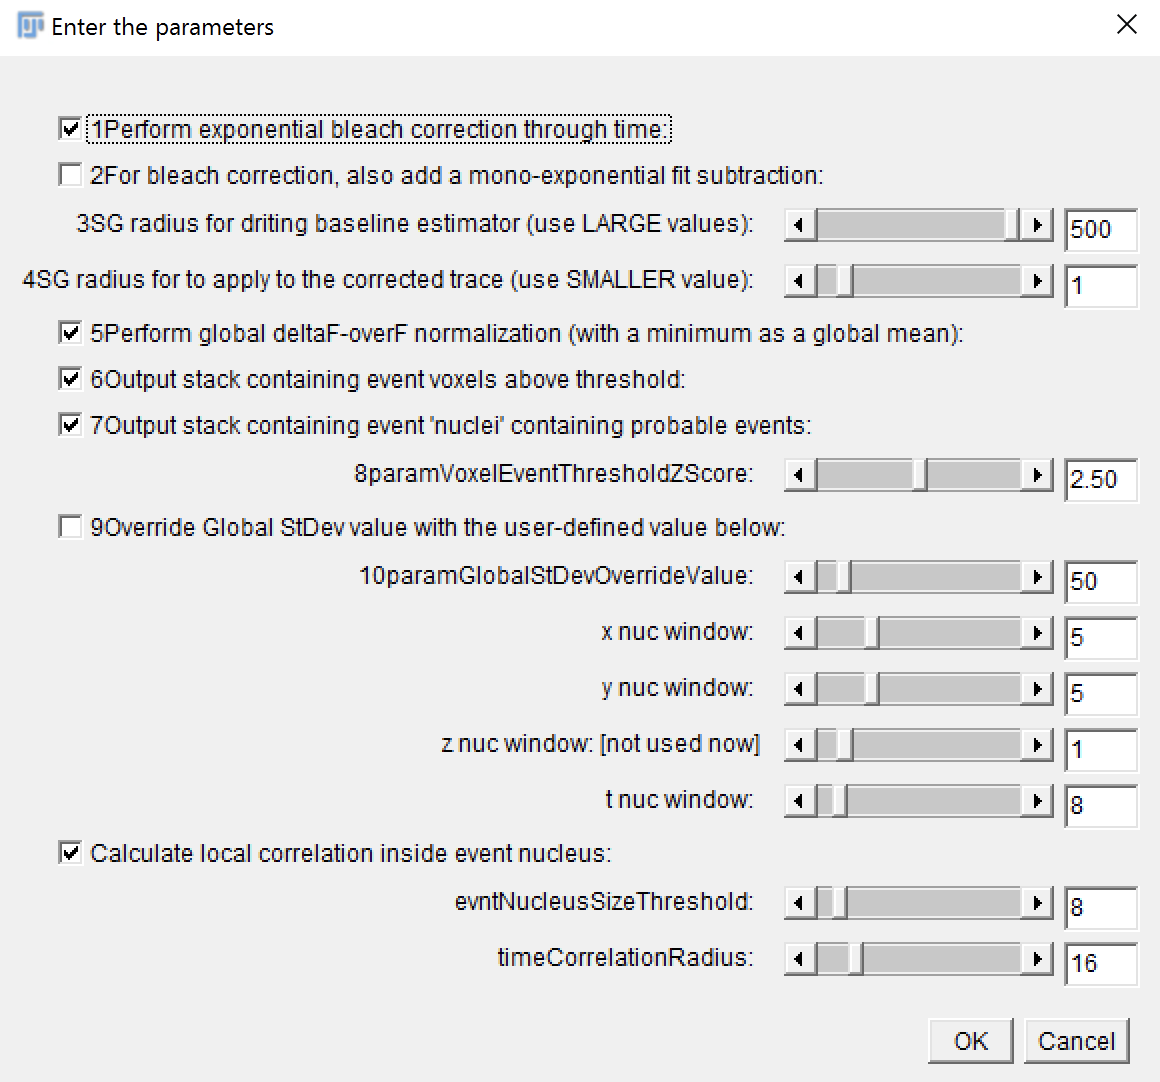 Enter the parameters
1Perform exponential bleach correction through time:
2For bleach correction, also add a mono-exponential fit subtraction:
3SG radius for driting baseline estimator (use LARGE values): 500
4SG radius for to apply to the corrected trace (use SMALLER value): 1
5Perform global deltaF-overF normalization (with a minimum as a global mean):
6Output stack containing event voxels above threshold:
7Output stack containing event 'nuclei' containing probable events:
8paramVoxelEventThresholdZScore: 2.50
9Override Global StDev value with the user-defined value below:
10paramGlobalStDevOverrideValue: 50
x nuc window: 5
y nuc window: 5
z nuc window: [not used now] 1
t nuc window: 8
Calculate local correlation inside event nucleus:
evntNucleusSizeThreshold: 8
timeCorrelationRadius: 16
OK Cancel